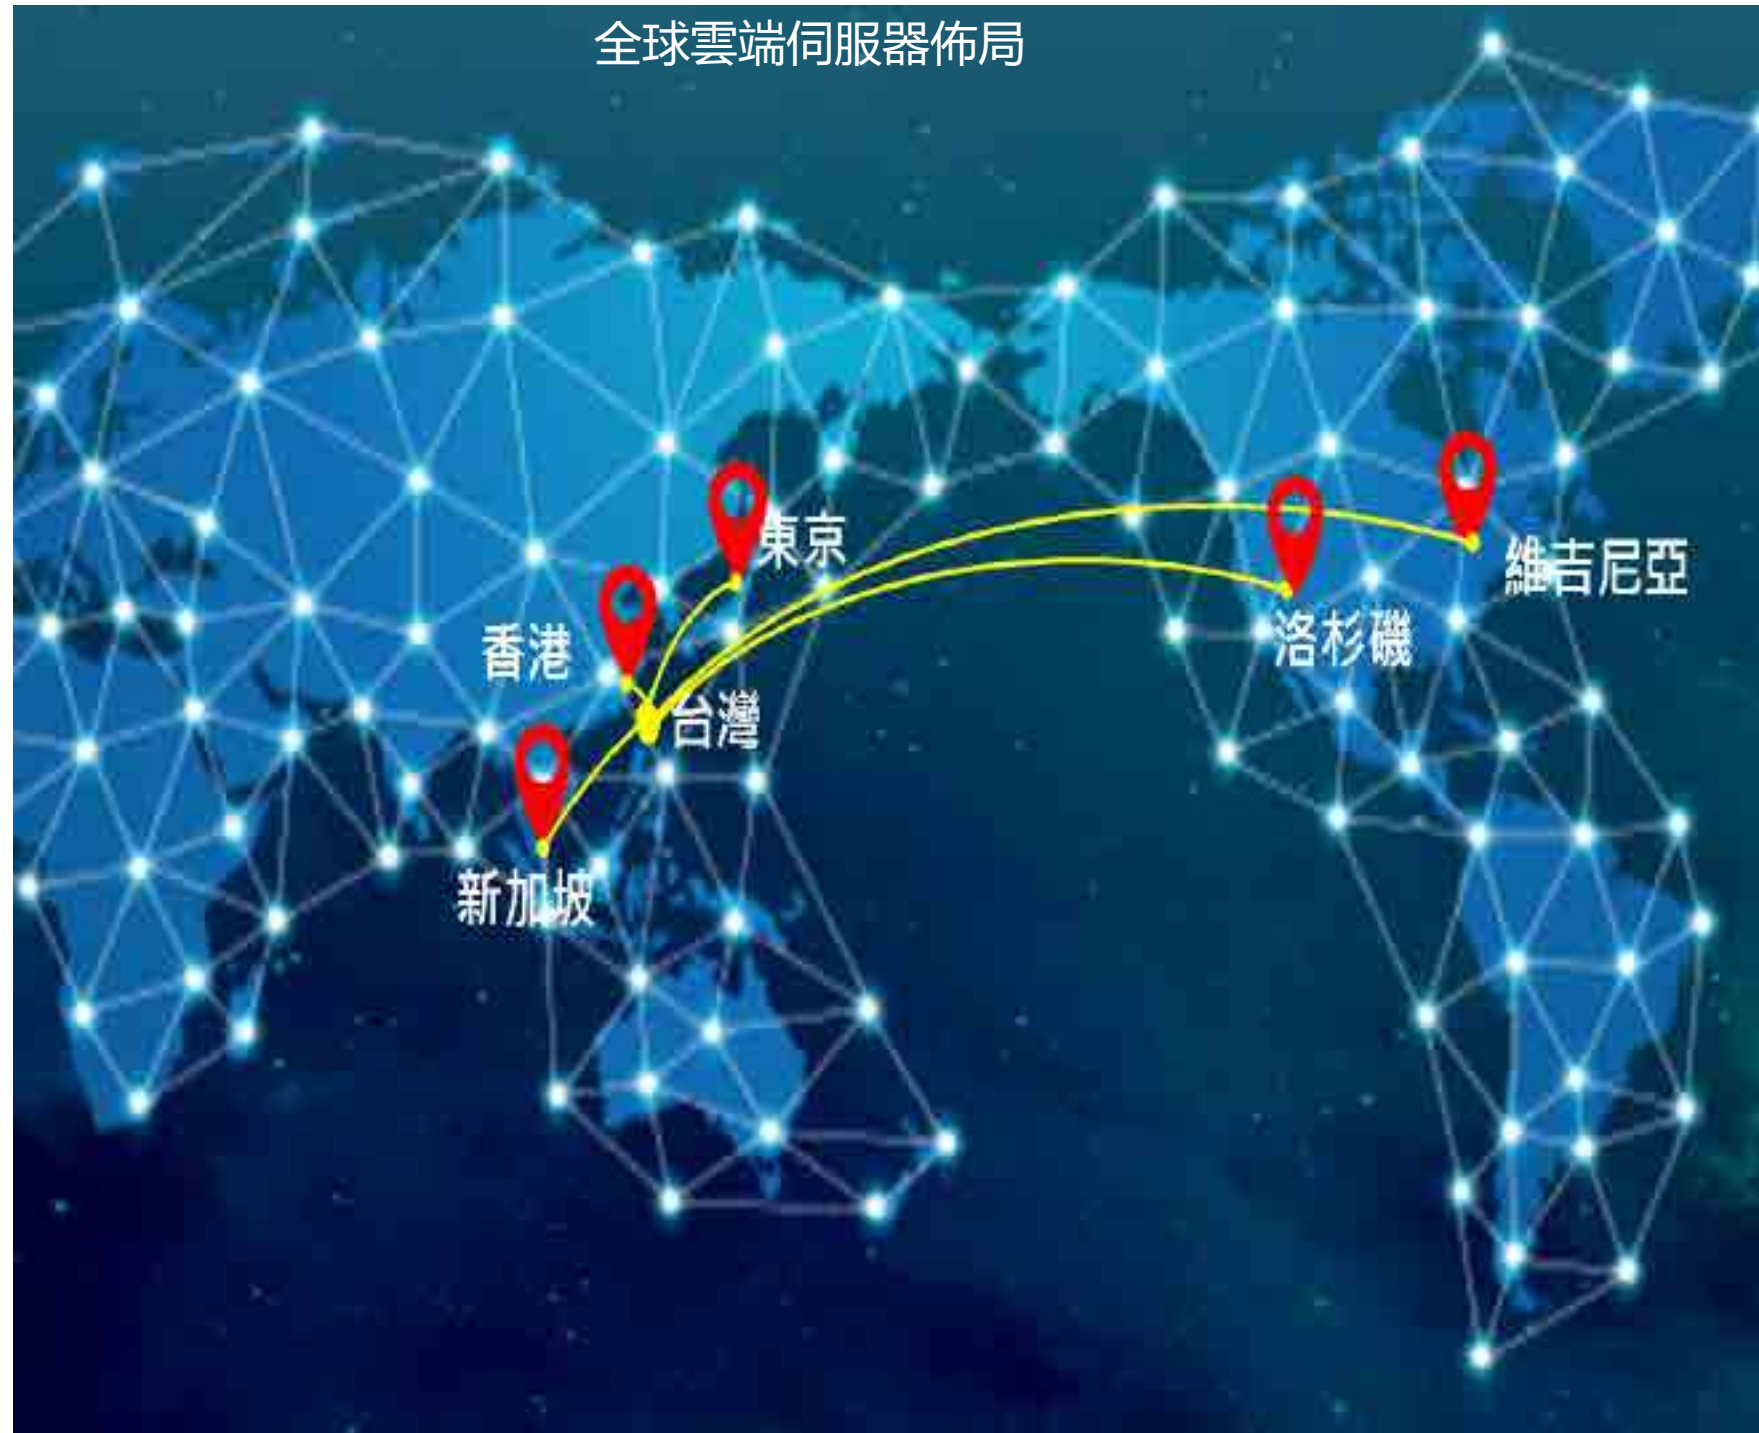 全球雲端伺服器佈局
東京
維吉尼亞
香港
洛杉磯
台灣
新加坡